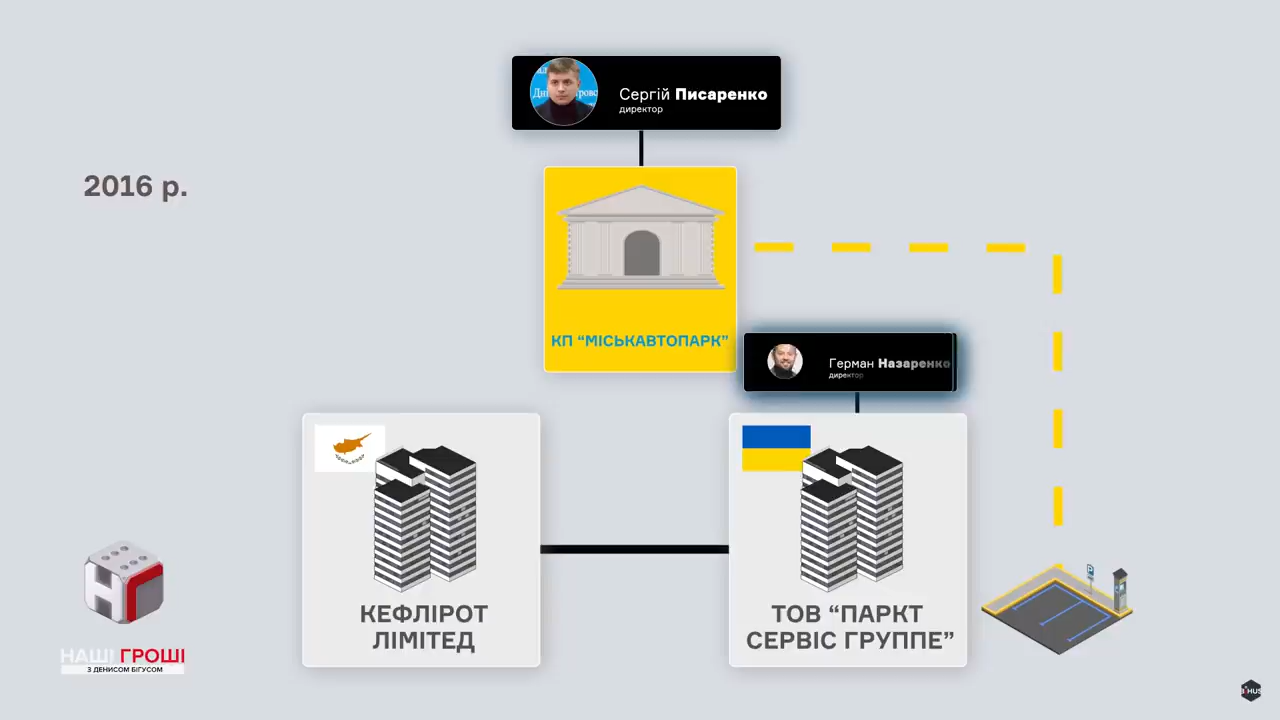 Сергій Писаренко
директор
2016 р.
КП “МІСЬКАВТОПАРК”
Герман Назаренко
директор
КЕФЛІРОТ
ЛІМІТЕД
ТОВ “ПАРКТ
СЕРВІС ГРУППЕ”
НАШІ ГРОШІ
З ДЕНИСОМ БІГУСОМ